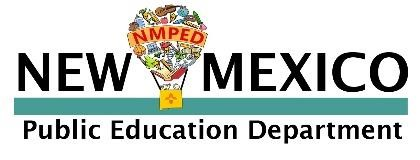 NMPED
NEW MEXICO
Public Education Department